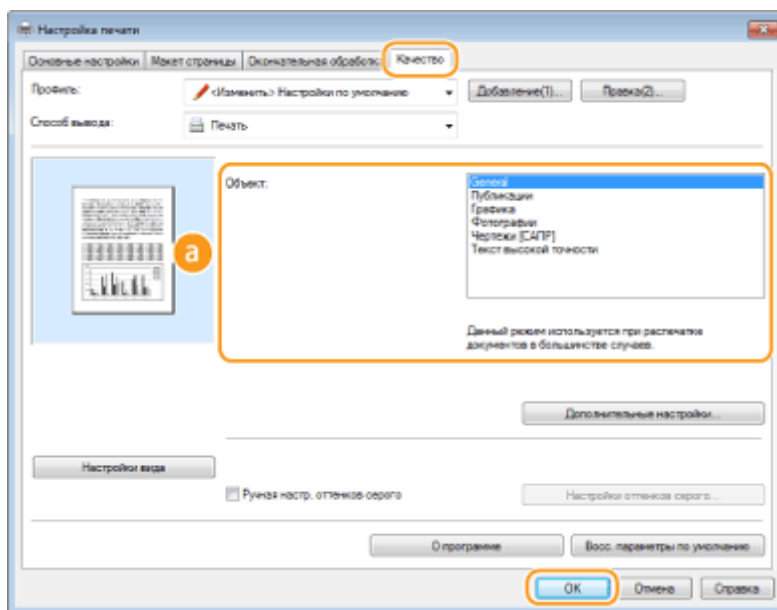 Настройка печати
Основные настройки Макет страницы Окончательная обработк. Качество
Профиль: <Изменить> Настройки по умолчанию Добавление(1)... Правка(2)...
Способ вывода: Печать
Объект:
General
Публикации
Графика
Фотографии
Чертежи [САПР]
Текст высокой точности
a
Данный режим используется при распечатке
документов в большинстве случаев.
Дополнительные настройки...
Настройки вида
Ручная настр. оттенков серого Настройки оттенков серого...
О программе Восс. параметры по умолчанию
OK Отмена Справка